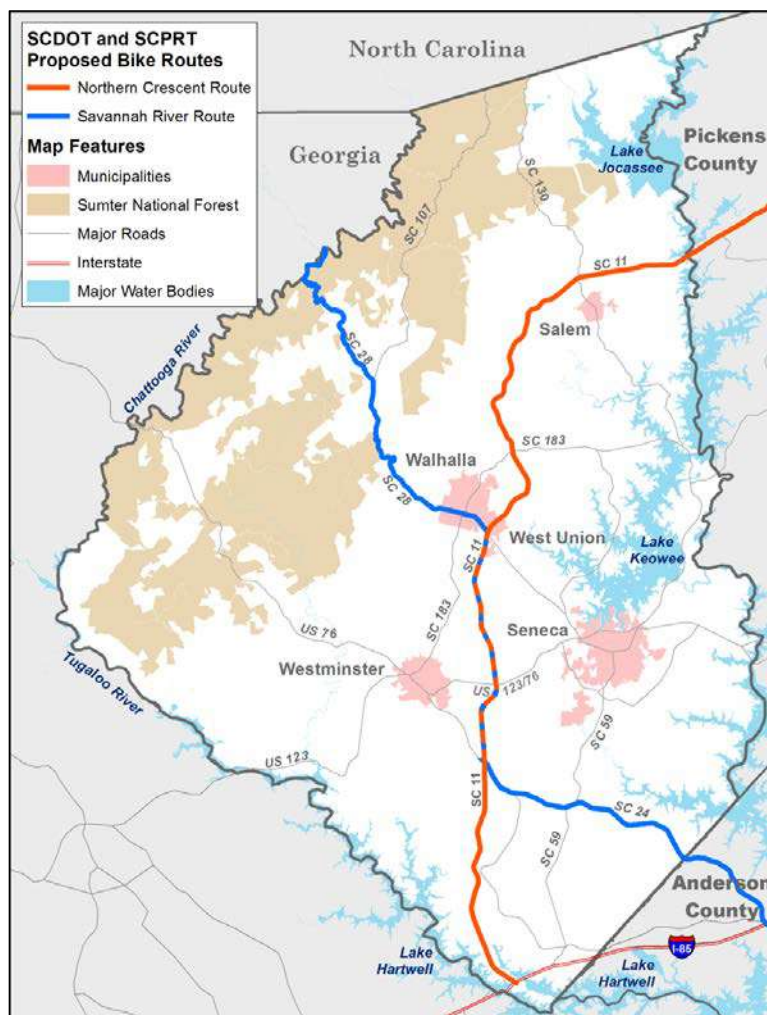 SCDOT and SCPRT
Proposed Bike Routes
Northern Crescent Route
Savannah River Route
Map Features
Municipalities
Sumter National Forest
Major Roads
Interstate
Major Water Bodies
North Carolina
Georgia
Pickens
County
Lake
Jocassee
SC 130
SC 107
SC 11
Salem
Chattooga River
SC 28
SC 183
Walhalla
SC 28
West Union
SC 11
Lake
Keowee
SC 183
Seneca
US 76
Westminster
US 123/76
Tugaloo River
SC 59
US 123
SC 11
SC 24
SC 59
Anderson
County
I-85
Lake
Hartwell
Lake
Hartwell